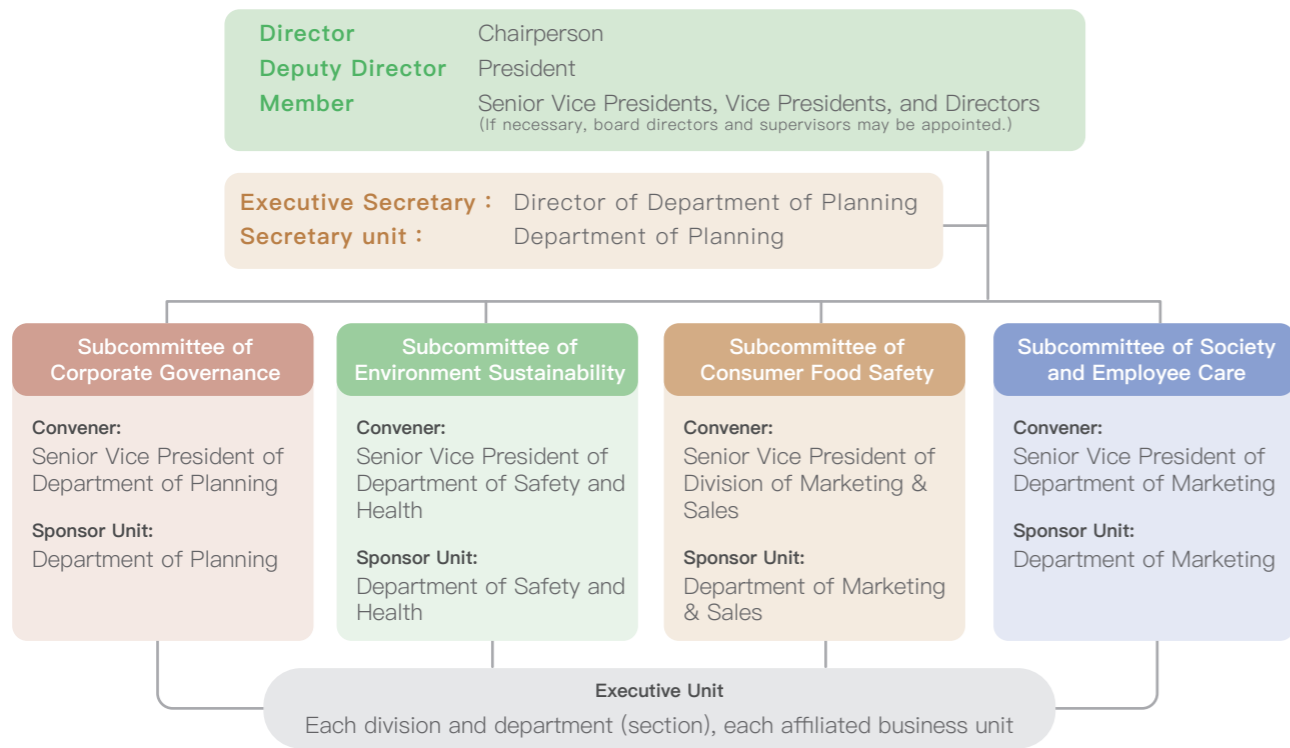 Director Chairperson
Deputy Director President
Member Senior Vice Presidents, Vice Presidents, and Directors
(If necessary, board directors and supervisors may be appointed.)
Executive Secretary： Director of Department of Planning
Secretary unit： Department of Planning
Subcommittee of
Corporate Governance
Convener:
Senior Vice President of
Department of Planning
Sponsor Unit:
Department of Planning
Subcommittee of
Environment Sustainability
Convener:
Senior Vice President of
Department of Safety and
Health
Sponsor Unit:
Department of Safety and
Health
Subcommittee of
Consumer Food Safety
Convener:
Senior Vice President of
Division of Marketing &
Sales
Sponsor Unit:
Department of Marketing
& Sales
Subcommittee of Society
and Employee Care
Convener:
Senior Vice President of
Department of Marketing
Sponsor Unit:
Department of Marketing
Executive Unit
Each division and department (section), each affiliated business unit